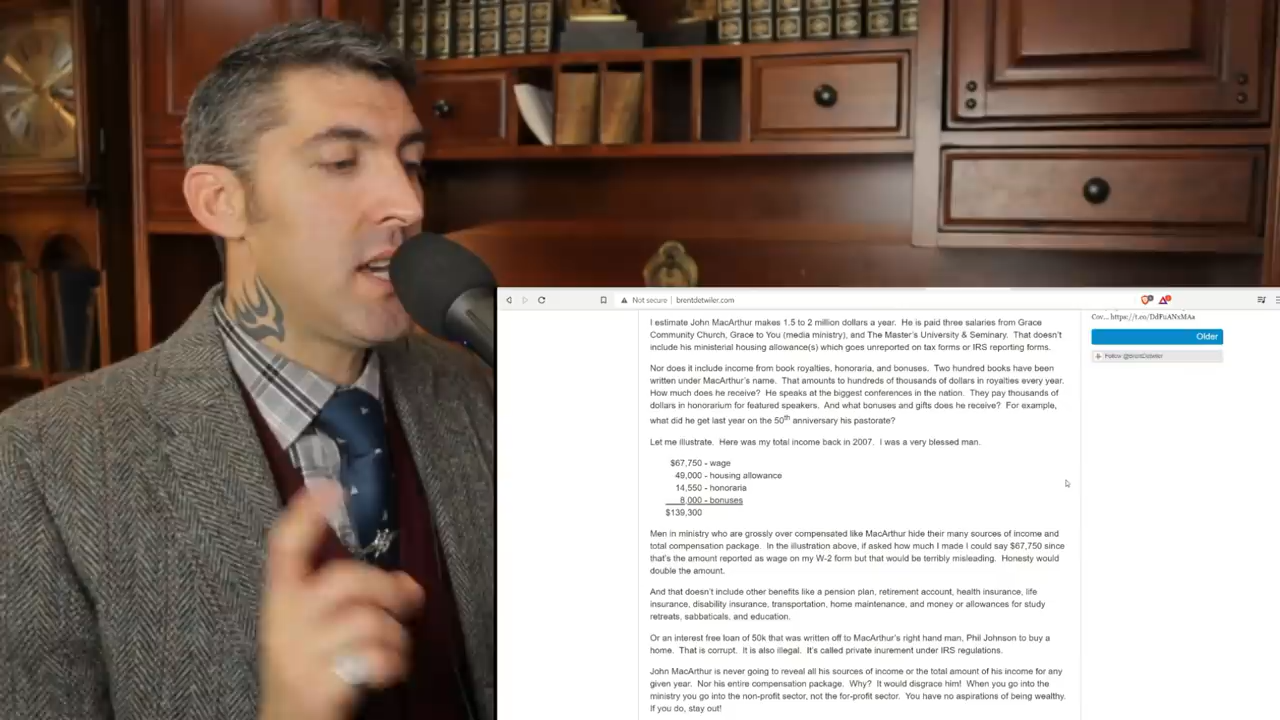 Not secure | brentdetwiler.com
I estimate John MacArthur makes 1.5 to 2 million dollars a year. He is paid three salaries from Grace
Community Church, Grace to You (media ministry), and The Master's University & Seminary. That doesn't
include his ministerial housing allowance(s) which goes unreported on tax forms or IRS reporting forms.
Nor does it include income from book royalties, honoraria, and bonuses. Two hundred books have been
written under MacArthur's name. That amounts to hundreds of thousands of dollars in royalties every year.
How much does he receive? He speaks at the biggest conferences in the nation. They pay thousands of
dollars in honorarium for featured speakers. And what bonuses and gifts does he receive? For example,
what did he get last year on the 50th anniversary his pastorate?
Let me illustrate. Here was my total income back in 2007. I was a very blessed man.
$67,750 - wage
49,000 - housing allowance
14,550 - honoraria
8,000 - bonuses
$139,300
Men in ministry who are grossly over compensated like MacArthur hide their many sources of income and
total compensation package. In the illustration above, if asked how much I made I could say $67,750 since
that's the amount reported as wage on my W-2 form but that would be terribly misleading. Honesty would
double the amount.
And that doesn't include other benefits like a pension plan, retirement account, health insurance, life
insurance, disability insurance, transportation, home maintenance, and money or allowances for study
retreats, sabbaticals, and education.
Or an interest free loan of 50k that was written off to MacArthur's right hand man, Phil Johnson to buy a
home. That is corrupt. It is also illegal. It's called private inurement under IRS regulations.
John MacArthur is never going to reveal all his sources of income or the total amount of his income for any
given year. Nor his entire compensation package. Why? It would disgrace him! When you go into the
ministry you go into the non-profit sector, not the for-profit sector. You have no aspirations of being wealthy.
If you do, stay out!
Cov... https://t.co/DdFuANxMAa
Older
Follow @BrentDetwiler